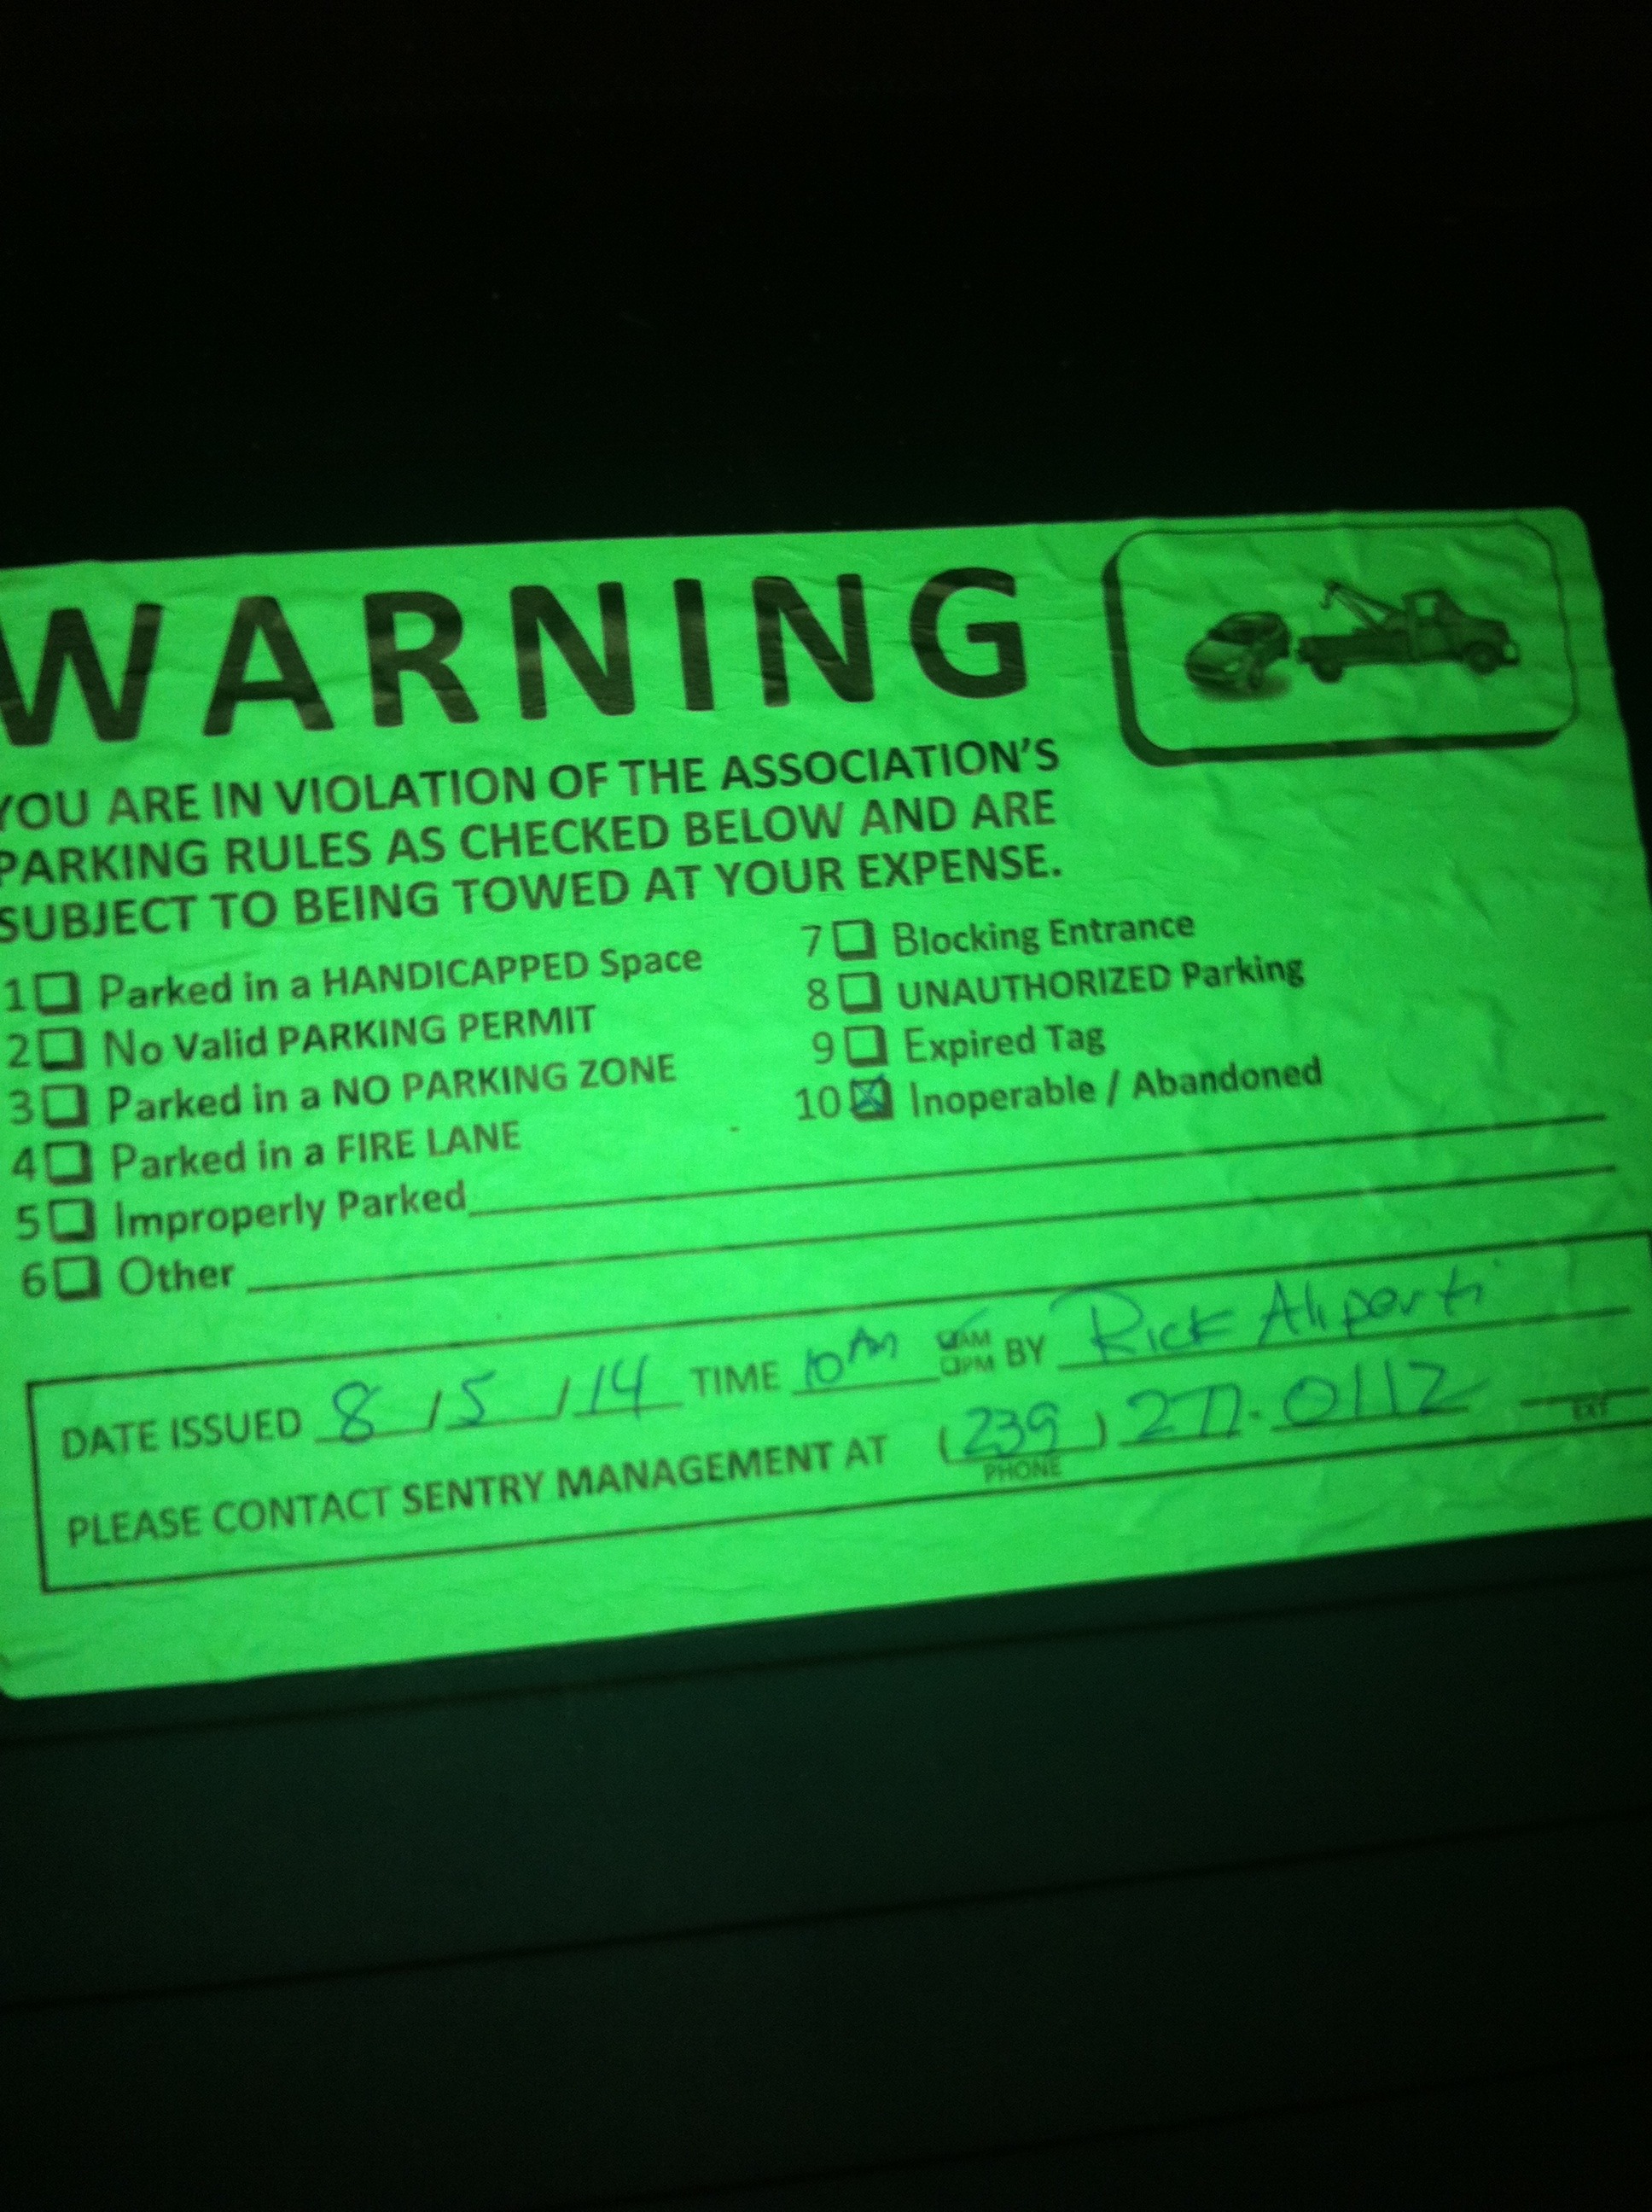 WARNING
YOU ARE IN VIOLATION OF THE ASSOCIATION'S
PARKING RULES AS CHECKED BELOW AND ARE
SUBJECT TO BEING TOWED AT YOUR EXPENSE.
1 Parked in a HANDICAPPED Space
2 No Valid PARKING PERMIT
3 Parked in a NO PARKING ZONE
4 Parked in a FIRE LANE
5 Improperly Parked
6 Other
7 Blocking Entrance
8 UNAUTHORIZED Parking
9 Expired Tag
10 Inoperable / Abandoned
DATE ISSUED 8 / 5 / 14 TIME 10 AM AM PM BY Rick Aliperti
PLEASE CONTACT SENTRY MANAGEMENT AT (239) 277-0112
PHONE EXT